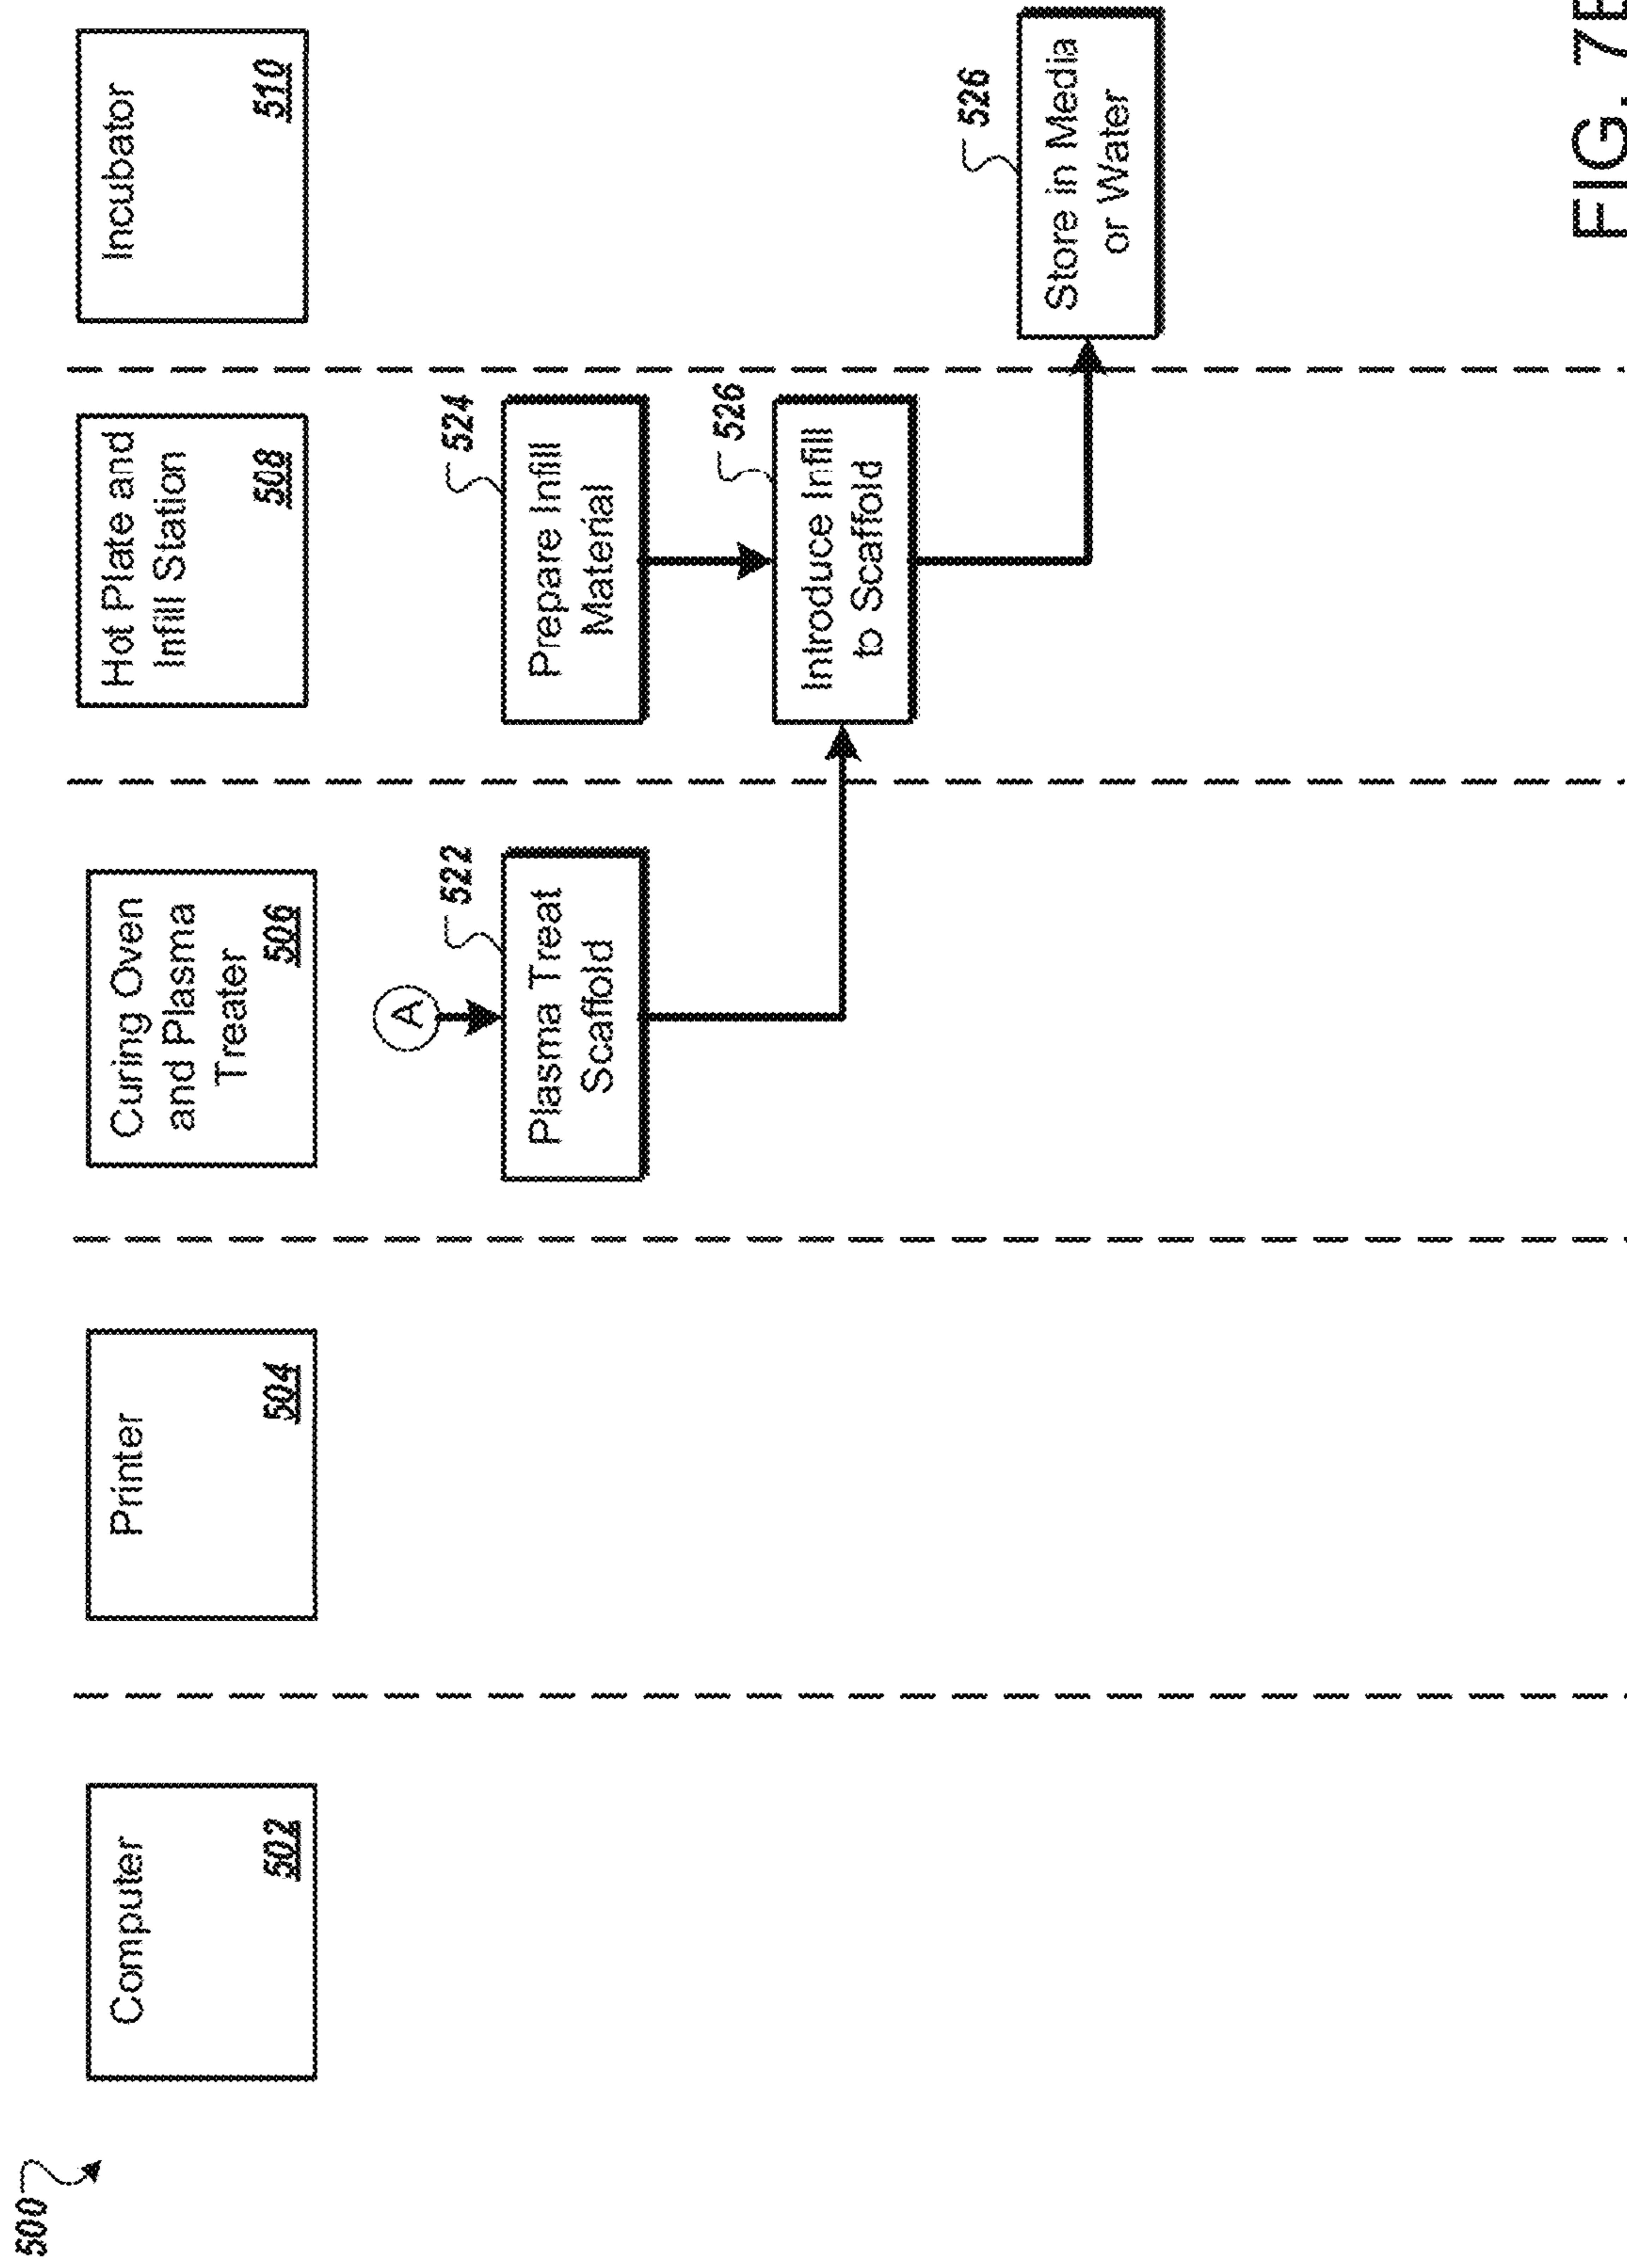 500
Computer
502
Printer
504
Curing Oven
and Plasma
Treater
506
Hot Plate and
Infill Station
508
Incubator
510
A
522
Plasma Treat
Scaffold
524
Prepare Infill
Material
526
Introduce Infill
to Scaffold
526
Store in Media
or Water
FIG. 7B